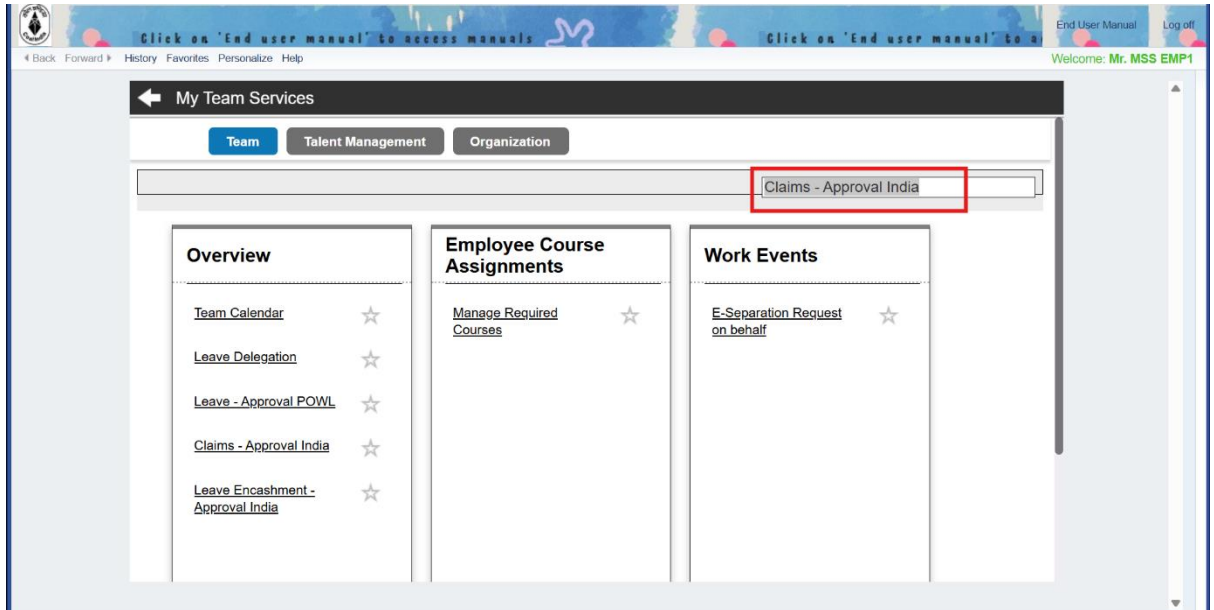 Click on 'End user manual' to access manuals
Click on 'End user manual' to a
End User Manual
Log off
Back Forward History Favorites Personalize Help
Welcome: Mr. MSS EMP1
My Team Services
Team
Talent Management
Organization
Claims - Approval India
Overview
Team Calendar
Leave Delegation
Leave - Approval POWL
Claims - Approval India
Leave Encashment -
Approval India
Employee Course
Assignments
Manage Required
Courses
Work Events
E-Separation Request
on behalf